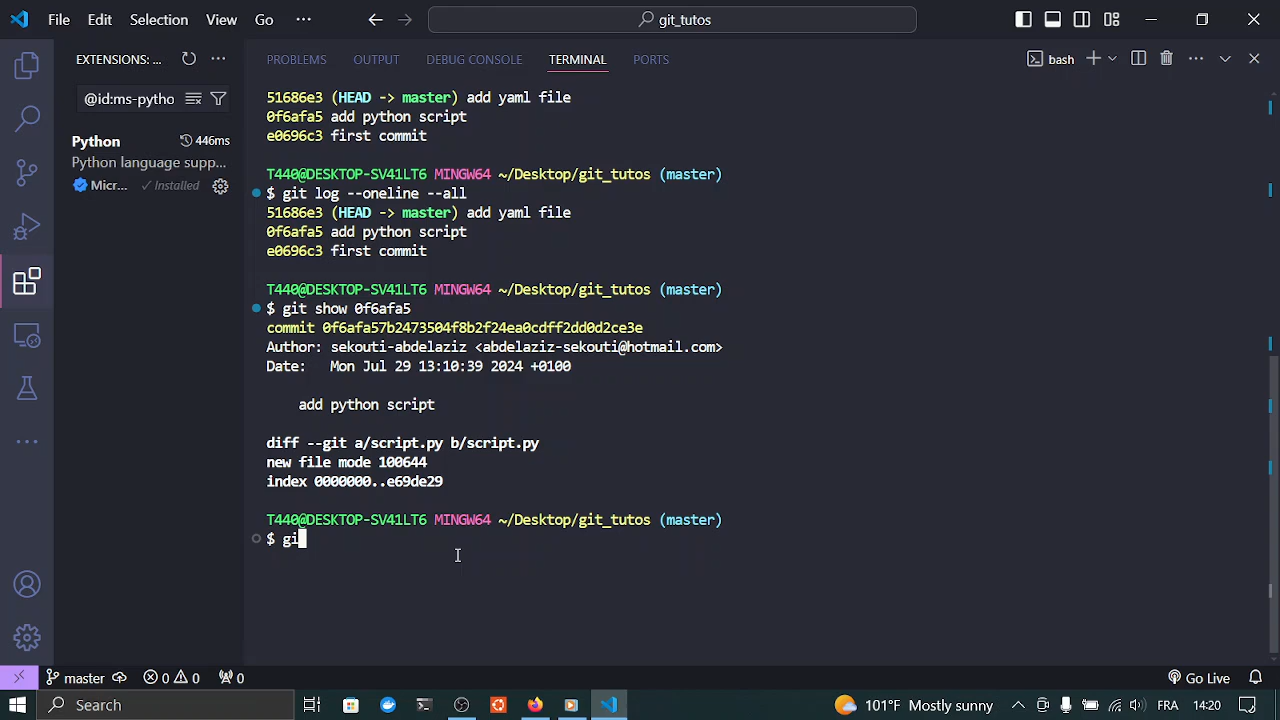 File Edit Selection View Go ··· git_tutos
EXTENSIONS: ... PROBLEMS OUTPUT DEBUG CONSOLE TERMINAL PORTS bash
@id:ms-pytho
Python 446ms
Python language supp...
Micr... ✓ Installed
51686e3 (HEAD -> master) add yaml file
0f6afa5 add python script
e0696c3 first commit
T440@DESKTOP-SV41LT6 MINGW64 ~/Desktop/git_tutos (master)
$ git log --oneline --all
51686e3 (HEAD -> master) add yaml file
0f6afa5 add python script
e0696c3 first commit
T440@DESKTOP-SV41LT6 MINGW64 ~/Desktop/git_tutos (master)
$ git show 0f6afa5
commit 0f6afa57b2473504f8b2f24ea0cdff2dd0d2ce3e
Author: sekouti-abdelaziz <abdelaziz-sekouti@hotmail.com>
Date:   Mon Jul 29 13:10:39 2024 +0100
add python script
diff --git a/script.py b/script.py
new file mode 100644
index 0000000..e69de29
T440@DESKTOP-SV41LT6 MINGW64 ~/Desktop/git_tutos (master)
$ gi
master 0 0 0 Go Live
Search 101°F Mostly sunny FR 14:20